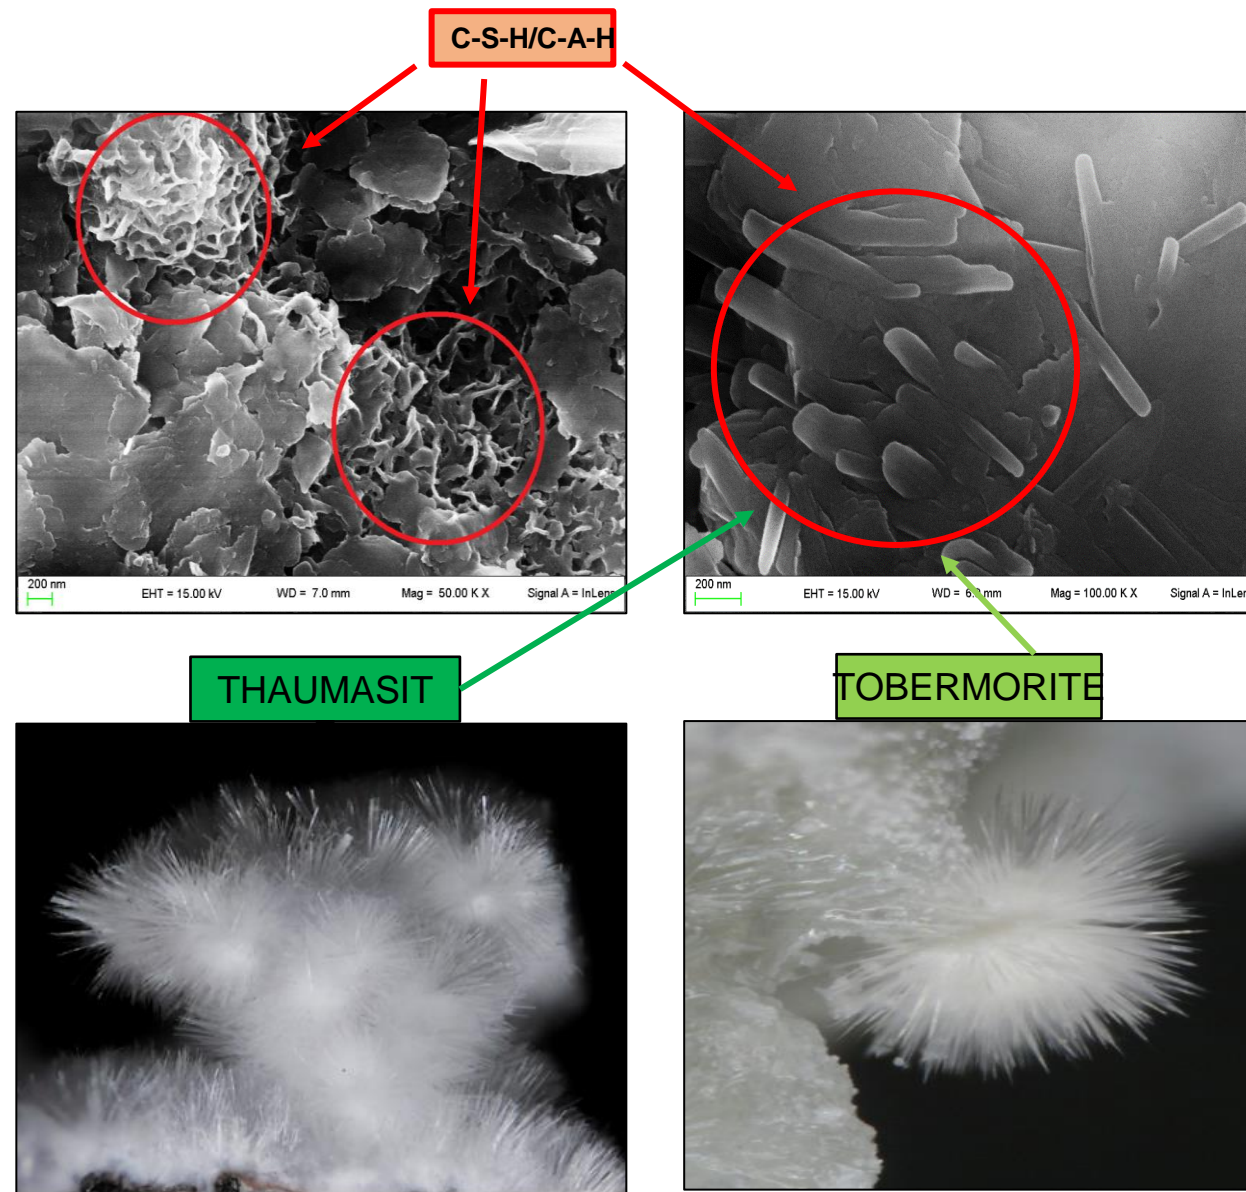 C-S-H/C-A-H
200 nm
EHT = 15.00 kV WD = 7.0 mm Mag = 50.00 K X Signal A = InLens
200 nm
EHT = 15.00 kV WD = mm Mag = 100.00 K X Signal A = InLen
THAUMASIT
TOBERMORITE